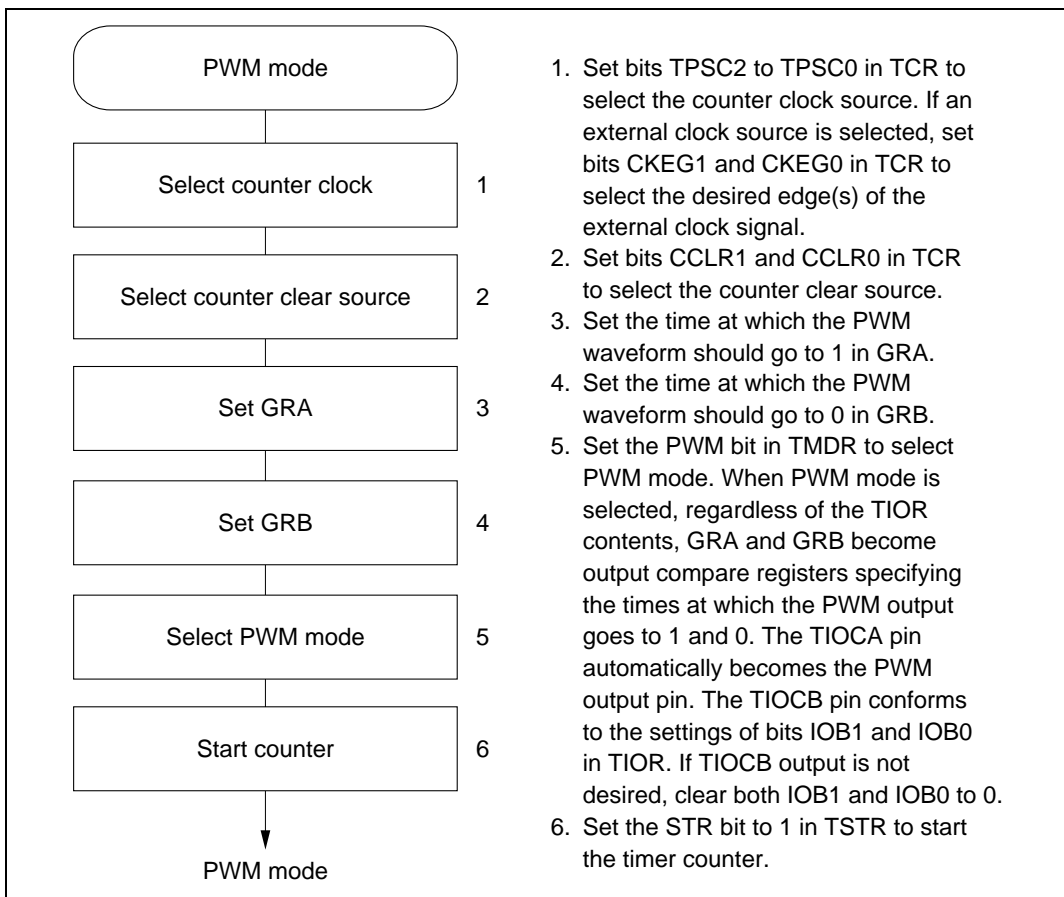 PWM mode
Select counter clock
1
Select counter clear source
2
Set GRA
3
Set GRB
4
Select PWM mode
5
Start counter
6
PWM mode
1. Set bits TPSC2 to TPSC0 in TCR to
select the counter clock source. If an
external clock source is selected, set
bits CKEG1 and CKEG0 in TCR to
select the desired edge(s) of the
external clock signal.
2. Set bits CCLR1 and CCLR0 in TCR
to select the counter clear source.
3. Set the time at which the PWM
waveform should go to 1 in GRA.
4. Set the time at which the PWM
waveform should go to 0 in GRB.
5. Set the PWM bit in TMDR to select
PWM mode. When PWM mode is
selected, regardless of the TIOR
contents, GRA and GRB become
output compare registers specifying
the times at which the PWM output
goes to 1 and 0. The TIOCA pin
automatically becomes the PWM
output pin. The TIOCB pin conforms
to the settings of bits IOB1 and IOB0
in TIOR. If TIOCB output is not
desired, clear both IOB1 and IOB0 to 0.
6. Set the STR bit to 1 in TSTR to start
the timer counter.